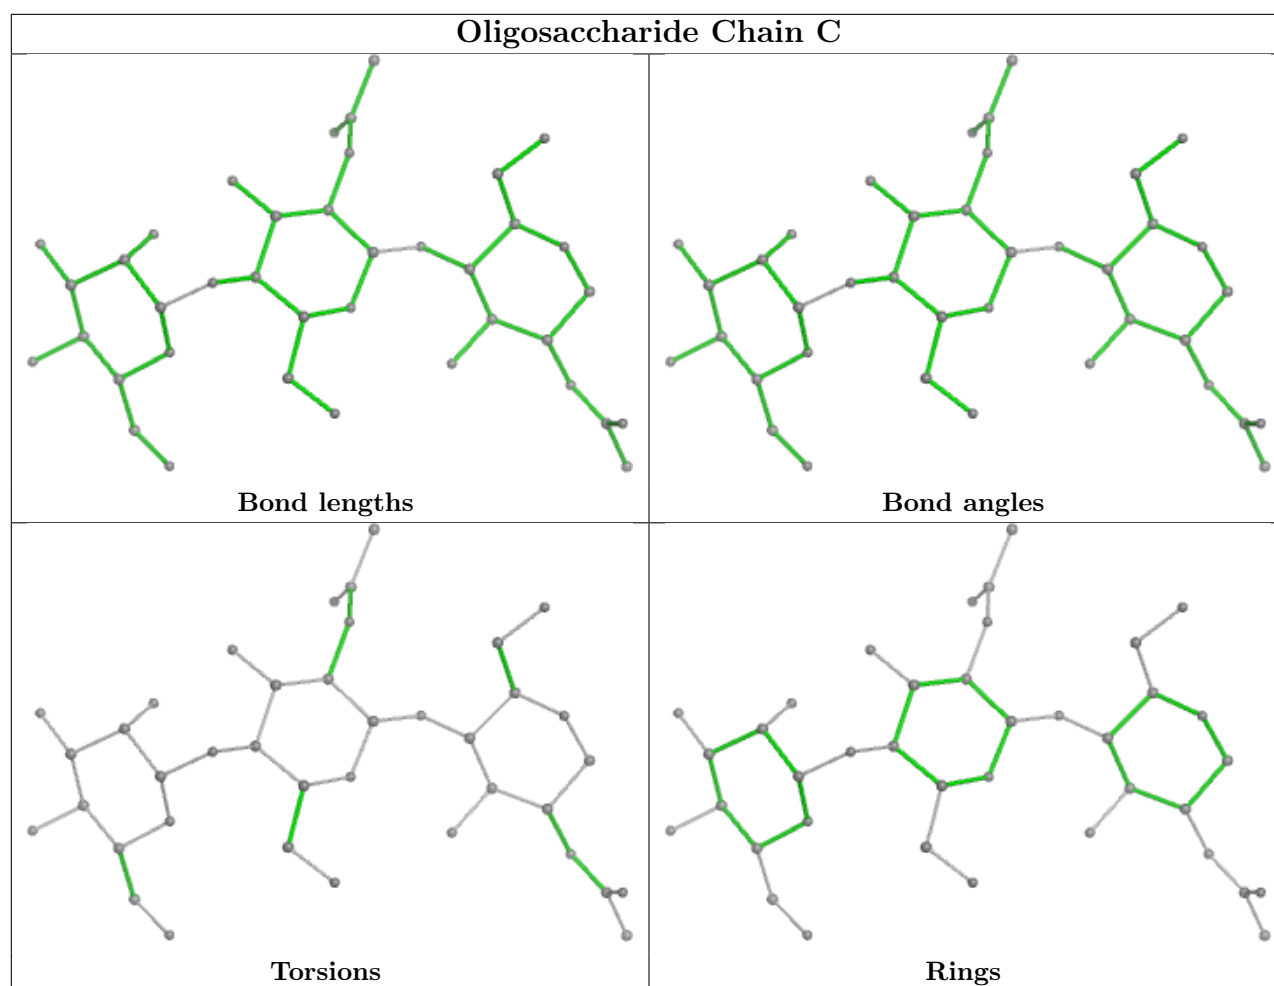 Oligosaccharide Chain C
Bond lengths
Bond angles
Torsions
Rings